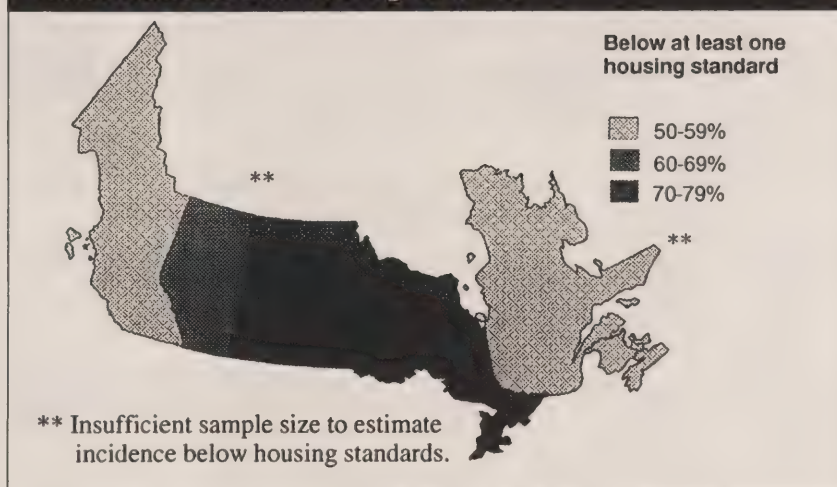 Below at least one
housing standard
50-59%
60-69%
70-79%
**
**
** Insufficient sample size to estimate
incidence below housing standards.